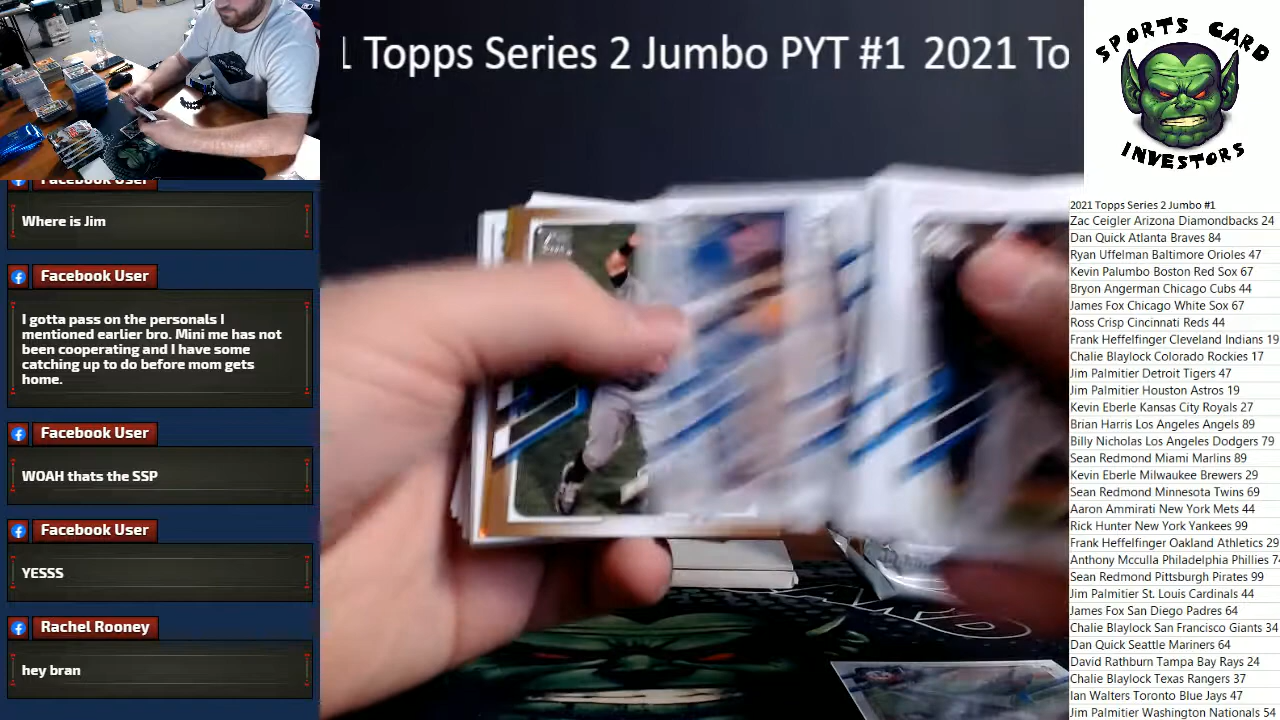 1 Topps Series 2 Jumbo PYT #1 2021 To
SPORTS CARD
INVESTORS
Facebook User
Where is Jim
Facebook User
I gotta pass on the personals I
mentioned earlier bro. Mini me has not
been cooperating and I have some
catching up to do before mom gets
home.
Facebook User
WOAH thats the SSP
Facebook User
YESSS
Rachel Rooney
hey bran
2021 Topps Series 2 Jumbo #1
Zac Ceigler Arizona Diamondbacks 24
Dan Quick Atlanta Braves 84
Ryan Uffelman Baltimore Orioles 47
Kevin Palumbo Boston Red Sox 67
Bryon Angerman Chicago Cubs 44
James Fox Chicago White Sox 67
Ross Crisp Cincinnati Reds 44
Frank Heffelfinger Cleveland Indians 19
Chalie Blaylock Colorado Rockies 17
Jim Palmitier Detroit Tigers 47
Jim Palmitier Houston Astros 19
Kevin Eberle Kansas City Royals 27
Brian Harris Los Angeles Angels 89
Billy Nicholas Los Angeles Dodgers 79
Sean Redmond Miami Marlins 89
Kevin Eberle Milwaukee Brewers 29
Sean Redmond Minnesota Twins 69
Aaron Ammirati New York Mets 44
Rick Hunter New York Yankees 99
Frank Heffelfinger Oakland Athletics 29
Anthony Mcculla Philadelphia Phillies 74
Sean Redmond Pittsburgh Pirates 99
Jim Palmitier St. Louis Cardinals 44
James Fox San Diego Padres 64
Chalie Blaylock San Francisco Giants 34
Dan Quick Seattle Mariners 64
David Rathburn Tampa Bay Rays 24
Chalie Blaylock Texas Rangers 37
Ian Walters Toronto Blue Jays 47
Jim Palmitier Washington Nationals 54